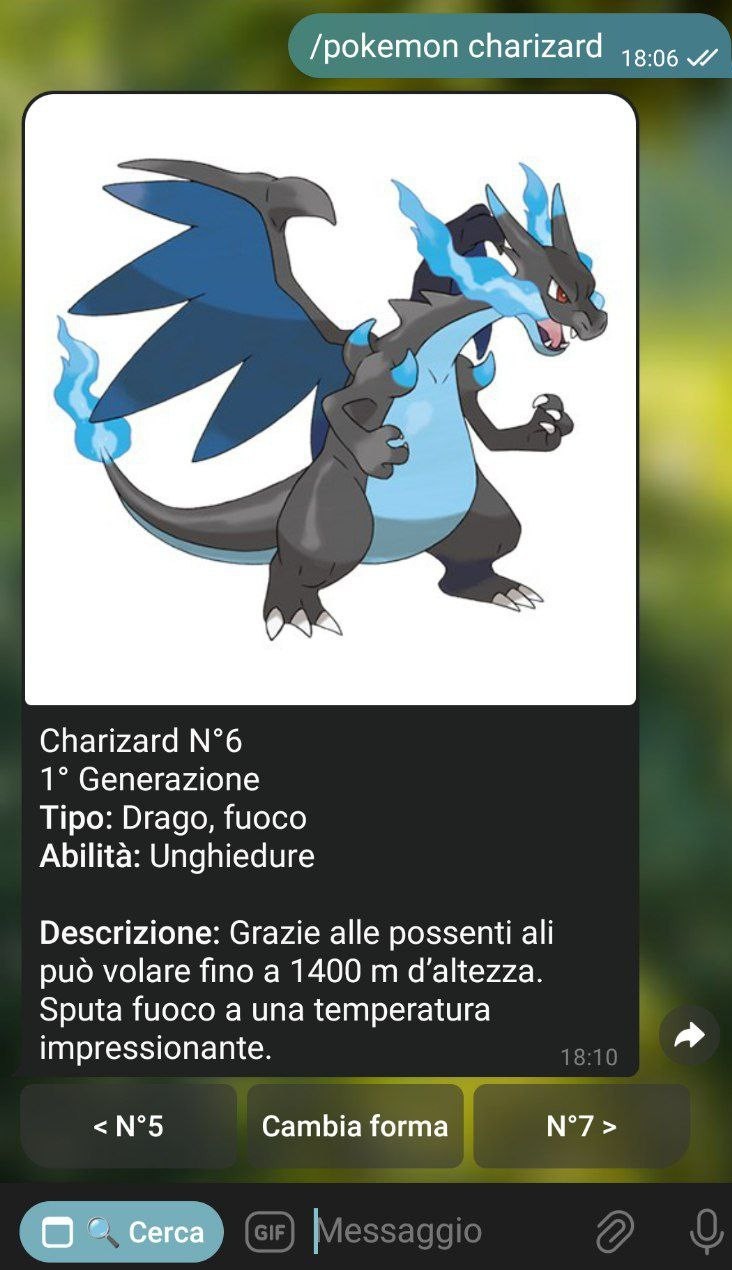 /pokemon charizard 18:06
Charizard N°6
1° Generazione
Tipo: Drago, fuoco
Abilità: Unghiedure
Descrizione: Grazie alle possenti ali
può volare fino a 1400 m d’altezza.
Sputa fuoco a una temperatura
impressionante.
18:10
< N°5
Cambia forma
N°7 >
Cerca
GIF
Messaggio